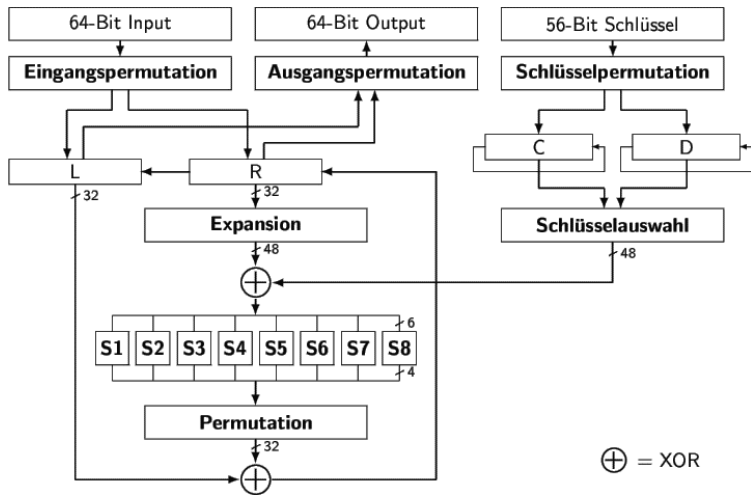 64-Bit Input
64-Bit Output
56-Bit Schlüssel
Eingangspermutation
Ausgangspermutation
Schlüsselpermutation
C
D
L
R
32
32
Expansion
Schlüsselauswahl
48
48
6
S1 S2 S3 S4 S5 S6 S7 S8
4
Permutation
32
= XOR